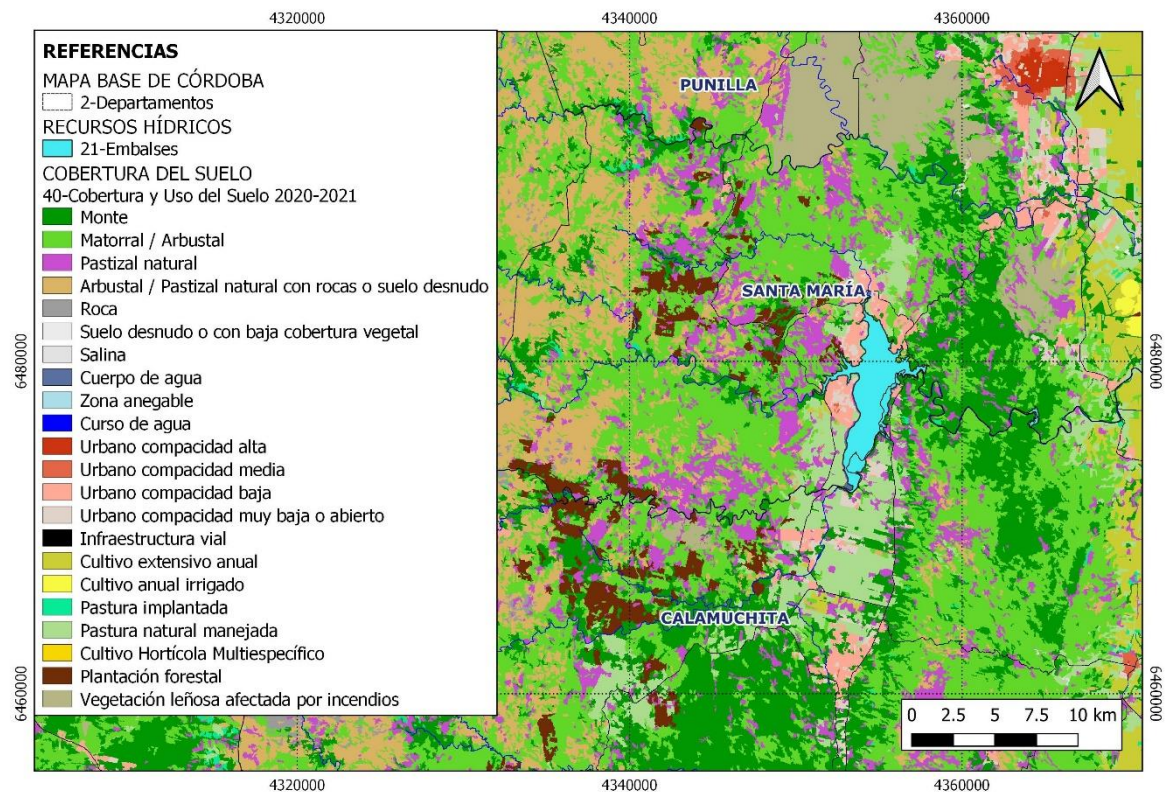 4320000
4340000
4360000
REFERENCIAS
MAPA BASE DE CÓRDOBA
2-Departamentos
RECURSOS HÍDRICOS
21-Embalses
COBERTURA DEL SUELO
40-Cobertura y Uso del Suelo 2020-2021
Monte
Matorral / Arbustal
Pastizal natural
Arbustal / Pastizal natural con rocas o suelo desnudo
Roca
Suelo desnudo o con baja cobertura vegetal
Salina
Cuerpo de agua
Zona anegable
Curso de agua
Urbano compacidad alta
Urbano compacidad media
Urbano compacidad baja
Urbano compacidad muy baja o abierto
Infraestructura vial
Cultivo extensivo anual
Cultivo anual irrigado
Pastura implantada
Pastura natural manejada
Cultivo Hortícola Multiespecífico
Plantación forestal
Vegetación leñosa afectada por incendios
PUNILLA
SANTA MARÍA
CALAMUCHITA
6480000
6460000
6480000
6460000
0 2.5 5 7.5 10 km
4320000
4340000
4360000